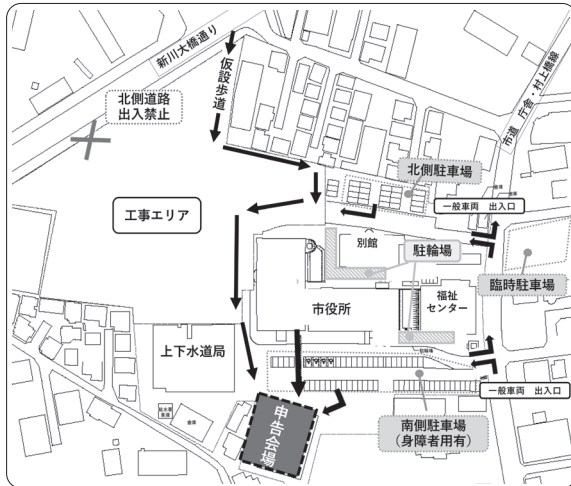 新川大橋通り
仮設歩道
北側道路
出入禁止
市道 庁舎・村上橋線
北側駐車場
一般車両 出入口
工事エリア
別館
駐輪場
臨時駐車場
市役所
福祉
センター
上下水道局
一般車両 出入口
申告会場
南側駐車場
(身障者用有)
倉庫